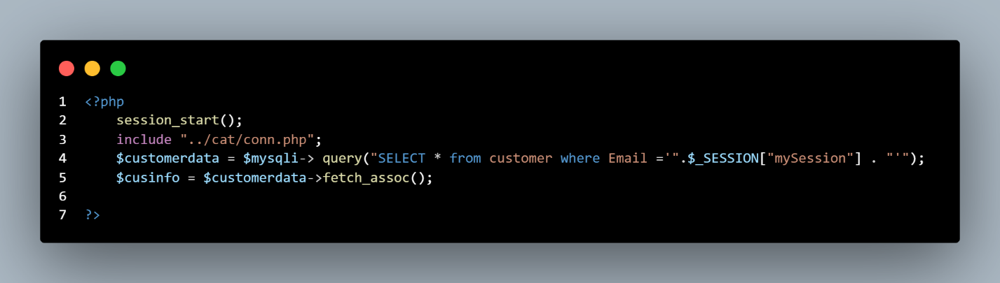 1 <?php
2     session_start();
3     include "../cat/conn.php";
4     $customerdata = $mysqli-> query("SELECT * from customer where Email ='".$_SESSION["mySession"] . "'");
5     $cusinfo = $customerdata->fetch_assoc();
6
7 ?>